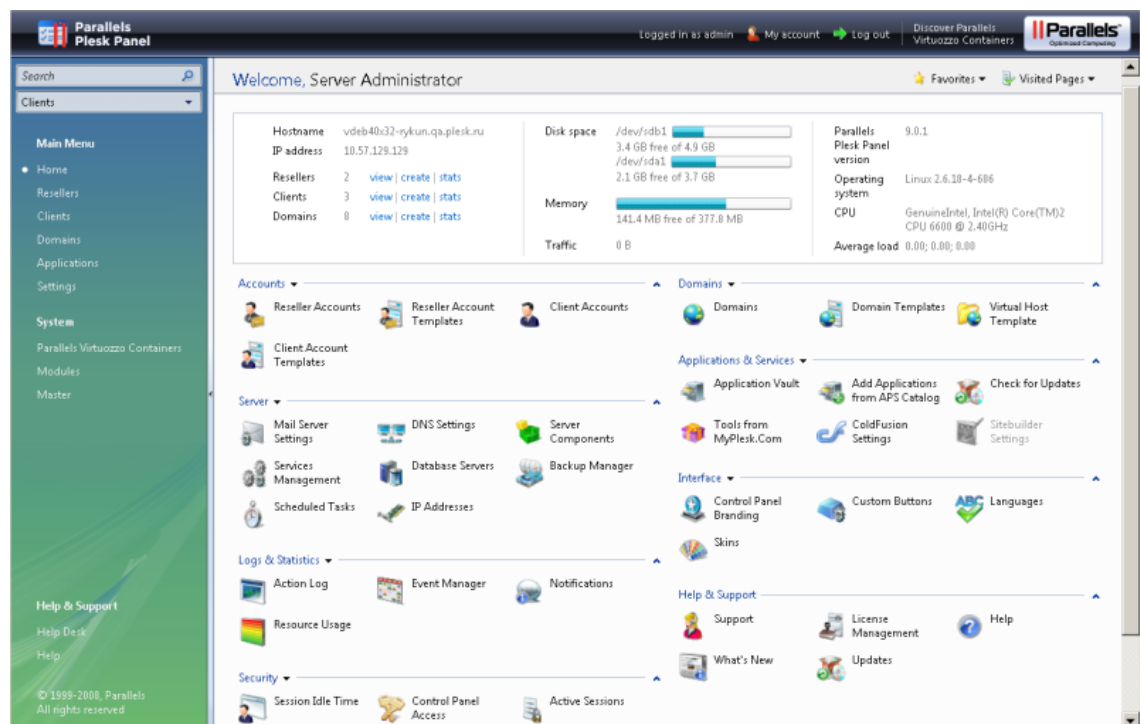 Parallels
Plesk Panel
Logged in as admin My account Log out
Discover Parallels
Virtuozzo Containers
Parallels
Optimized Computing
Search
Clients
Main Menu
Home
Resellers
Clients
Domains
Applications
Settings
System
Parallels Virtuozzo Containers
Modules
Master
Help & Support
Help Desk
Help
© 1999-2008, Parallels
All rights reserved
Welcome, Server Administrator
Favorites Visited Pages
Hostname vdeb40x32-rykun.qa.plesk.ru
IP address 10.57.129.129
Resellers 2 view | create | stats
Clients 3 view | create | stats
Domains 8 view | create | stats
Disk space /dev/sdb1
3.4 GB free of 4.9 GB
/dev/sda1
2.1 GB free of 3.7 GB
Memory
141.4 MB free of 377.8 MB
Traffic 0 B
Parallels
Plesk Panel
version
9.0.1
Operating
system
Linux 2.6.18-4-686
CPU GenuineIntel, Intel(R) Core(TM)2
CPU 6600 @ 2.40GHz
Average load 0.00; 0.00; 0.00
Accounts
Reseller Accounts
Reseller Account
Templates
Client Accounts
Client Account
Templates
Server
Mail Server
Settings
DNS Settings
Server
Components
Services
Management
Database Servers
Backup Manager
Scheduled Tasks
IP Addresses
Logs & Statistics
Action Log
Event Manager
Notifications
Resource Usage
Security
Session Idle Time
Control Panel
Access
Active Sessions
Domains
Domains
Domain Templates
Virtual Host
Template
Applications & Services
Application Vault
Add Applications
from APS Catalog
Check for Updates
Tools from
MyPlesk.Com
ColdFusion
Settings
Sitebuilder
Settings
Interface
Control Panel
Branding
Custom Buttons
ABC
Languages
Skins
Help & Support
Support
License
Management
Help
What's New
Updates